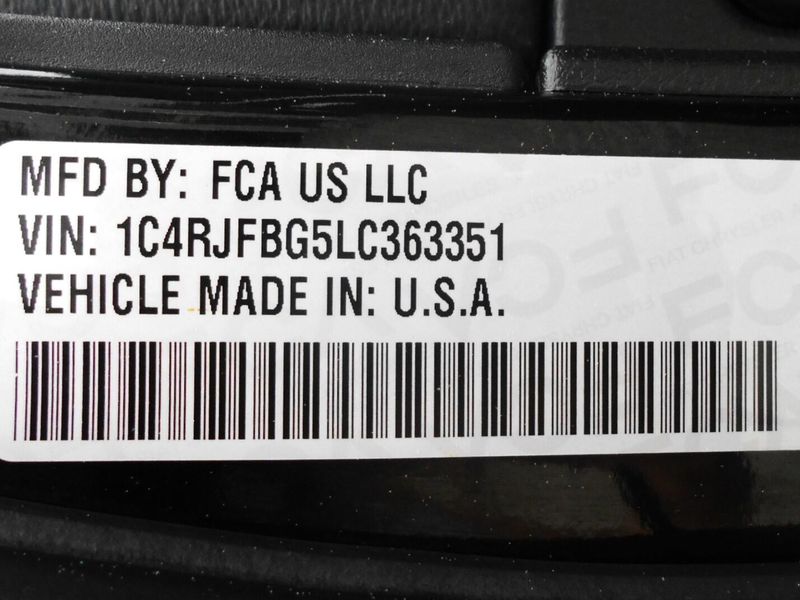 MFD BY: FCA US LLC
VIN: 1C4RJFBG5LC363351
VEHICLE MADE IN: U.S.A.